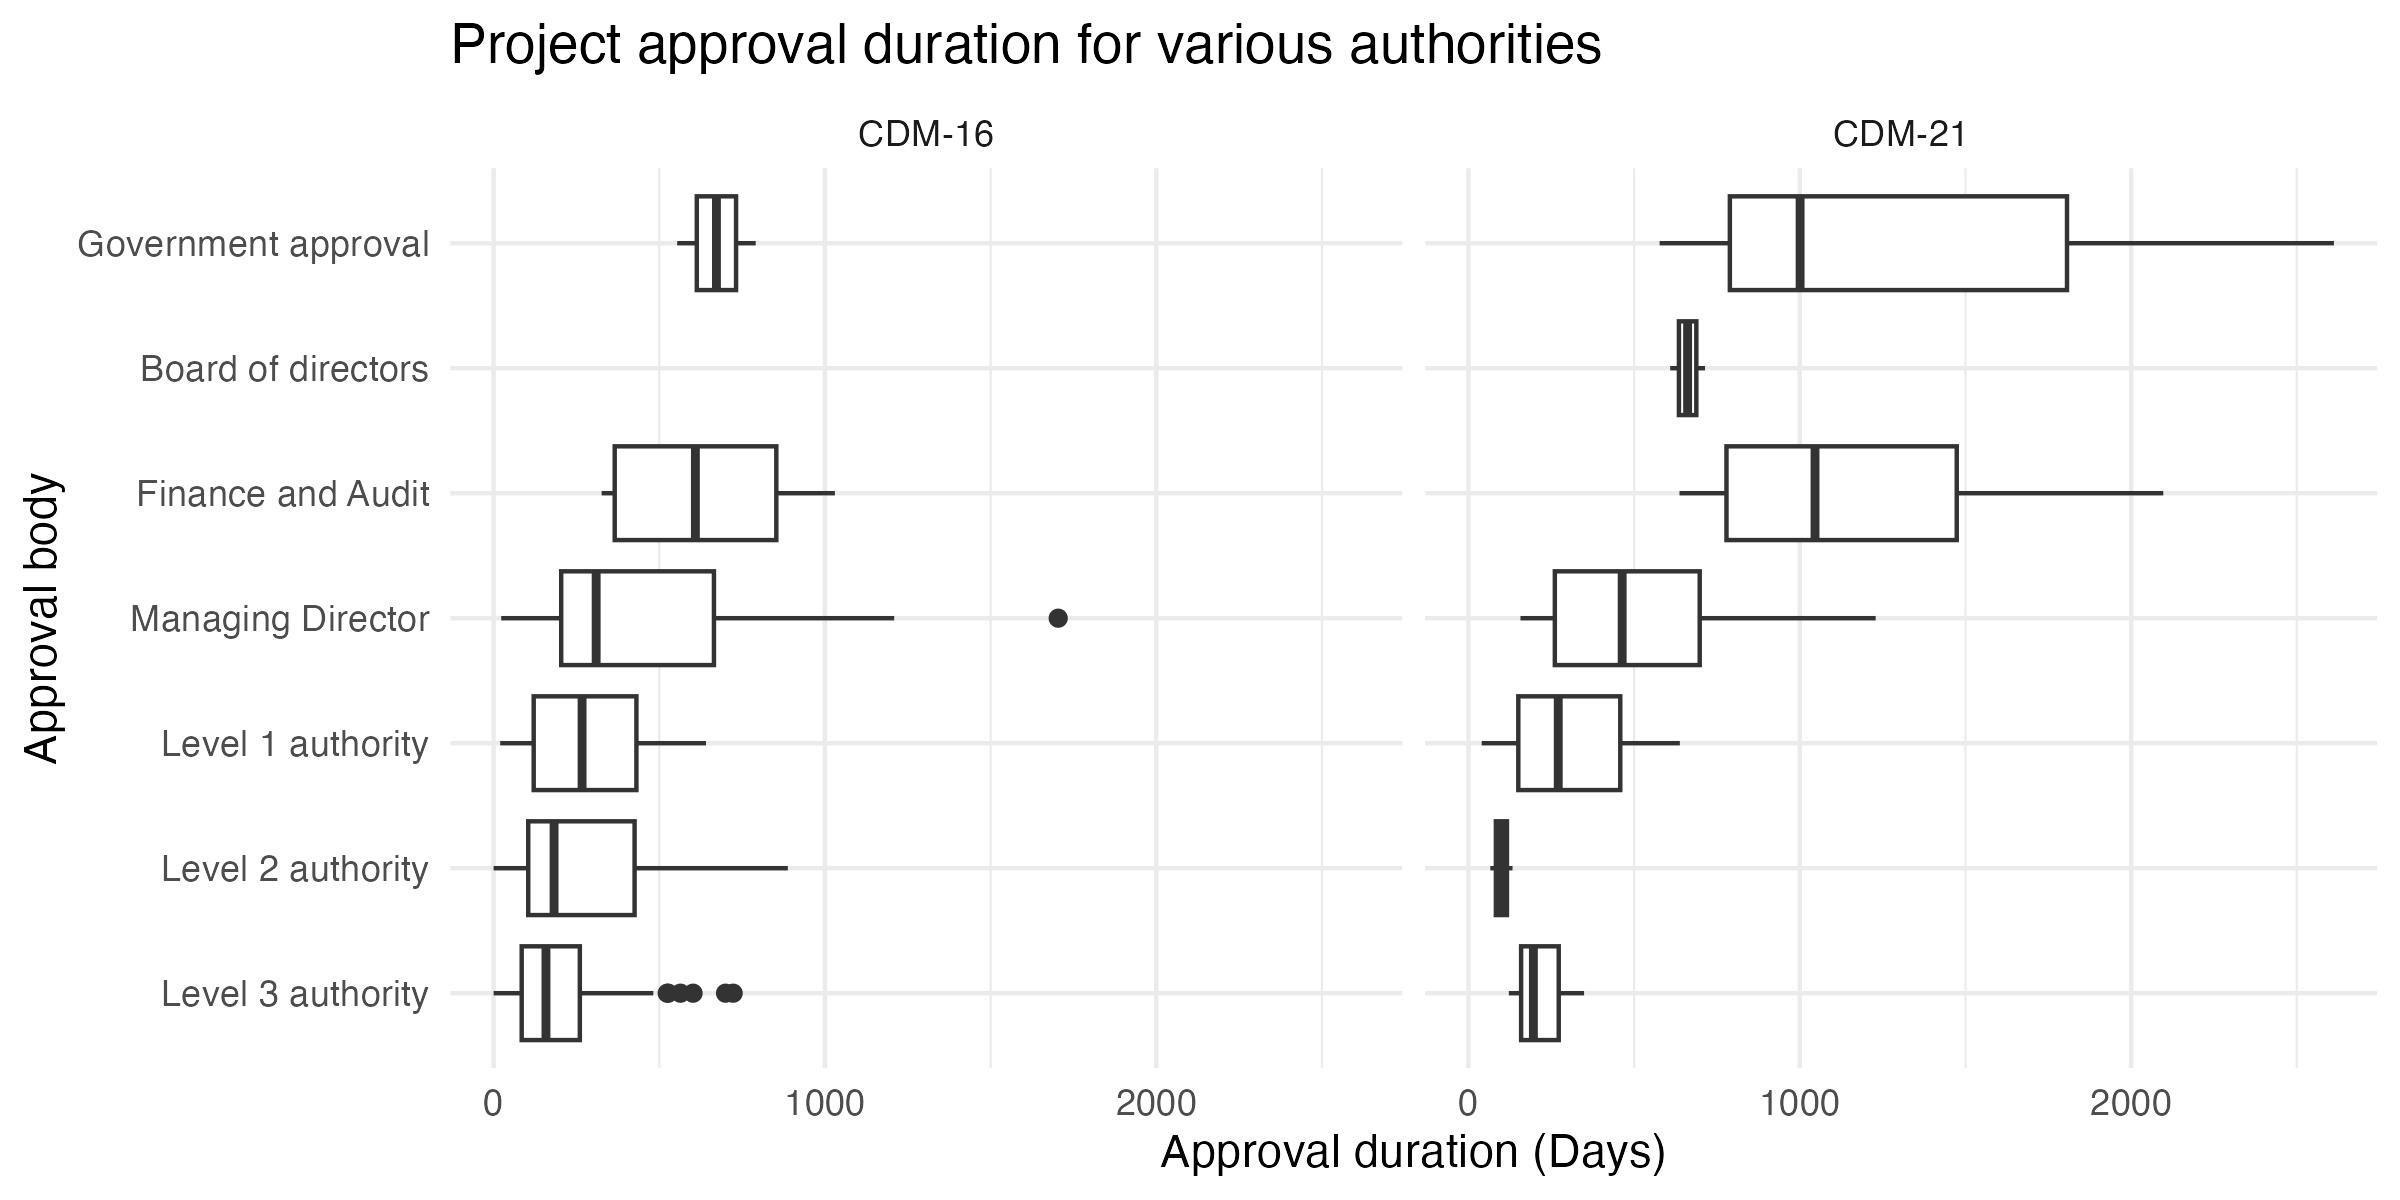 Project approval duration for various authorities
CDM-16
CDM-21
Approval body
Government approval
Board of directors
Finance and Audit
Managing Director
Level 1 authority
Level 2 authority
Level 3 authority
0 1000 2000 0 1000 2000
Approval duration (Days)